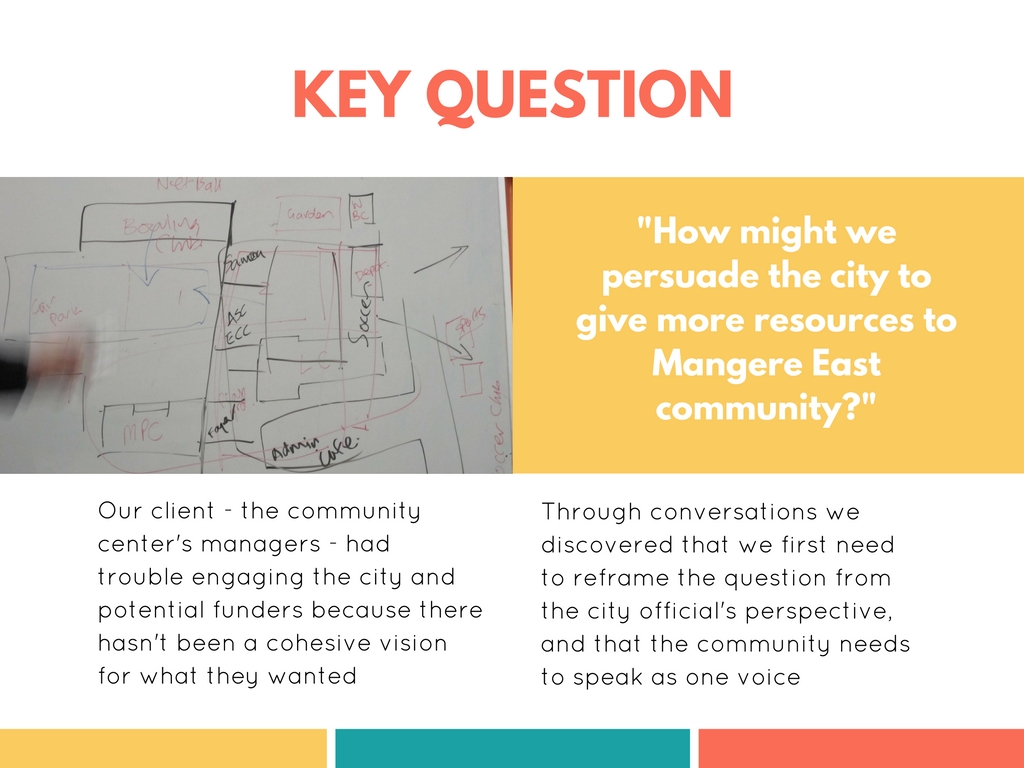 KEY QUESTION
Netball
Bowling
Club
Garden
Samoan
Car
Park
ASC
ECC
Depot
Soccer
Sports
LC
MPC
Admin
Cafe
"How might we
persuade the city to
give more resources to
Mangere East
community?"
Our client - the community
center's managers - had
trouble engaging the city and
potential funders because there
hasn't been a cohesive vision
for what they wanted
Through conversations we
discovered that we first need
to reframe the question from
the city official's perspective,
and that the community needs
to speak as one voice